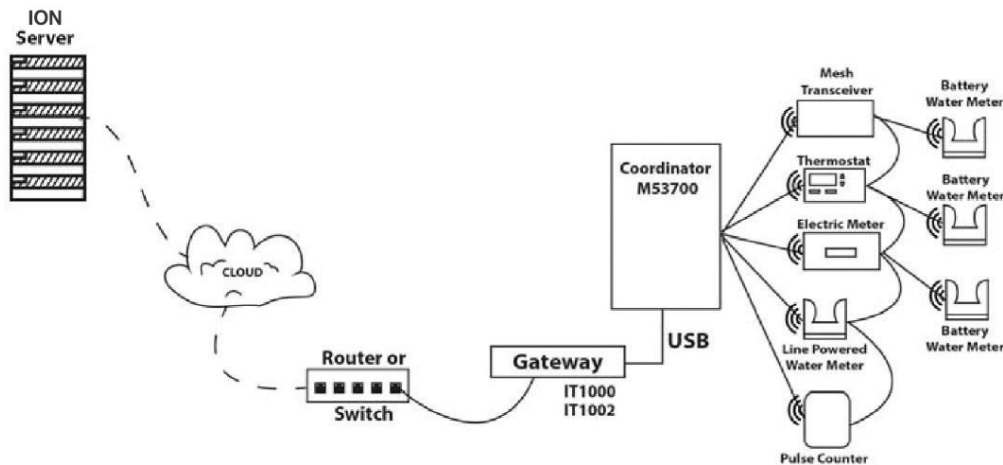 ION
Server
CLOUD
Router or
Switch
Gateway
IT1000
IT1002
USB
Coordinator
M53700
Mesh
Transceiver
Thermostat
Electric Meter
Line Powered
Water Meter
Pulse Counter
Battery
Water Meter
Battery
Water Meter
Battery
Water Meter